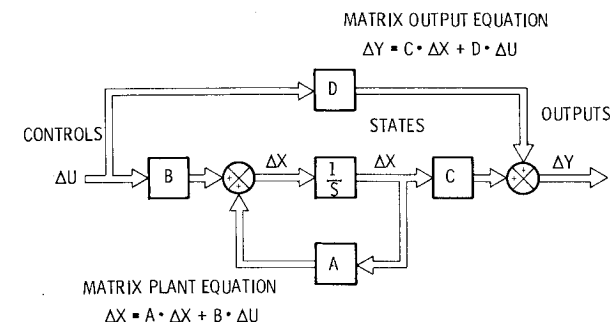 MATRIX OUTPUT EQUATION
ΔY = C • ΔX + D • ΔU
D
CONTROLS
STATES
OUTPUTS
ΔU
B
+
+
ΔX
1
S
ΔX
C
+
+
ΔY
A
MATRIX PLANT EQUATION
ΔX = A • ΔX + B • ΔU